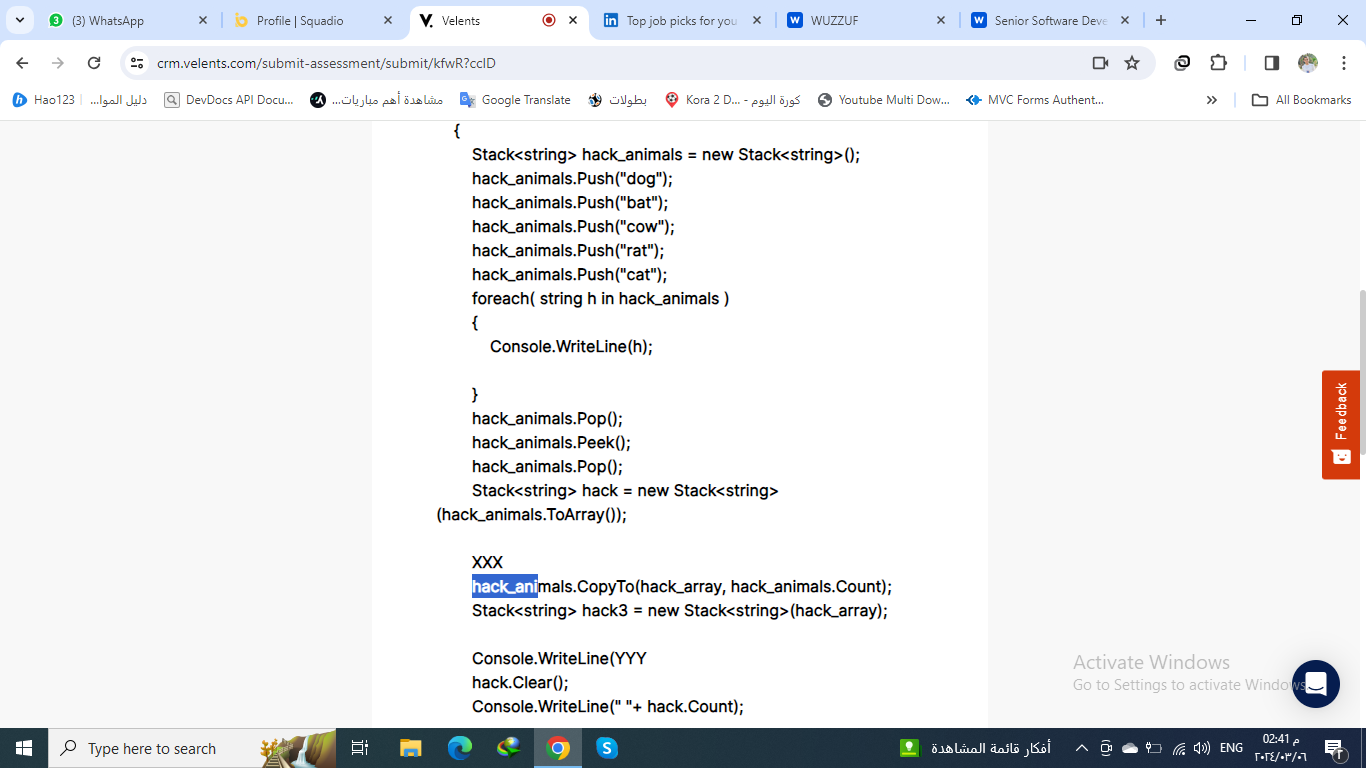 (3) WhatsApp
Profile | Squadio
Velents
Top job picks for you
WUZZUF
Senior Software Deve
crm.velents.com/submit-assessment/submit/kfwR?ccID
Hao123
دليل الموا...
DevDocs API Docu...
مشاهدة أهم مباريات...
Google Translate
بطولات
Kora 2 D... - كورة اليوم
Youtube Multi Dow...
MVC Forms Authent...
All Bookmarks
{
Stack<string> hack_animals = new Stack<string>();
hack_animals.Push("dog");
hack_animals.Push("bat");
hack_animals.Push("cow");
hack_animals.Push("rat");
hack_animals.Push("cat");
foreach( string h in hack_animals )
{
Console.WriteLine(h);
}
hack_animals.Pop();
hack_animals.Peek();
hack_animals.Pop();
Stack<string> hack = new Stack<string>
(hack_animals.ToArray());
XXX
hack_animals.CopyTo(hack_array, hack_animals.Count);
Stack<string> hack3 = new Stack<string>(hack_array);
Console.WriteLine(YYY
hack.Clear();
Console.WriteLine(" "+ hack.Count);
Feedback
Activate Windows
Go to Settings to activate Windows.
Type here to search
أفكار قائمة المشاهدة
ENG
02:41 م
٢٠٢٤/٠٣/٠٦